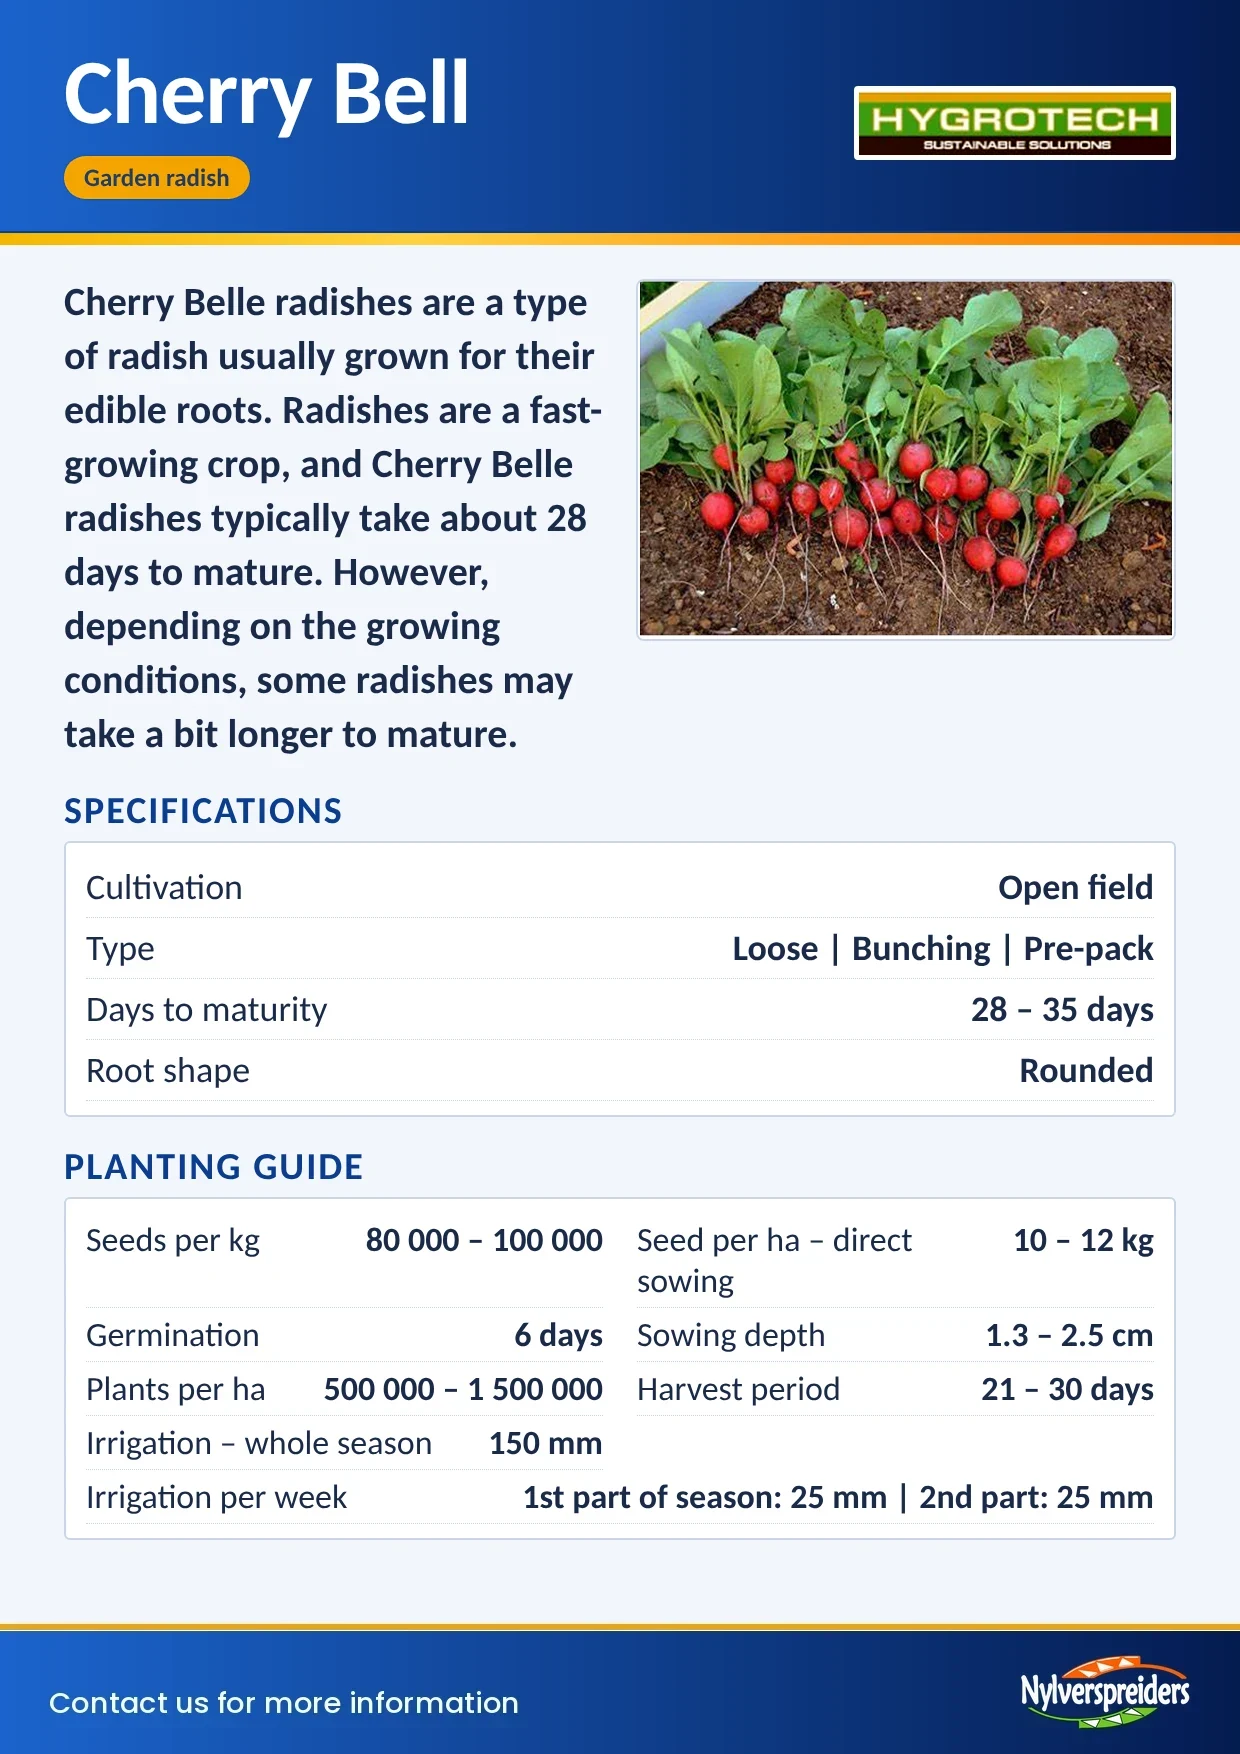 Cherry Bell
Garden radish
HYGROTECH
SUSTAINABLE SOLUTIONS
Cherry Belle radishes are a type
of radish usually grown for their
edible roots. Radishes are a fast-
growing crop, and Cherry Belle
radishes typically take about 28
days to mature. However,
depending on the growing
conditions, some radishes may
take a bit longer to mature.
SPECIFICATIONS
Cultivation Open field
Type Loose | Bunching | Pre-pack
Days to maturity 28 – 35 days
Root shape Rounded
PLANTING GUIDE
Seeds per kg 80 000 – 100 000
Seed per ha – direct 10 – 12 kg
sowing
Germination 6 days
Sowing depth 1.3 – 2.5 cm
Plants per ha 500 000 – 1 500 000
Harvest period 21 – 30 days
Irrigation – whole season 150 mm
Irrigation per week 1st part of season: 25 mm | 2nd part: 25 mm
Contact us for more information
Nylverspreiders